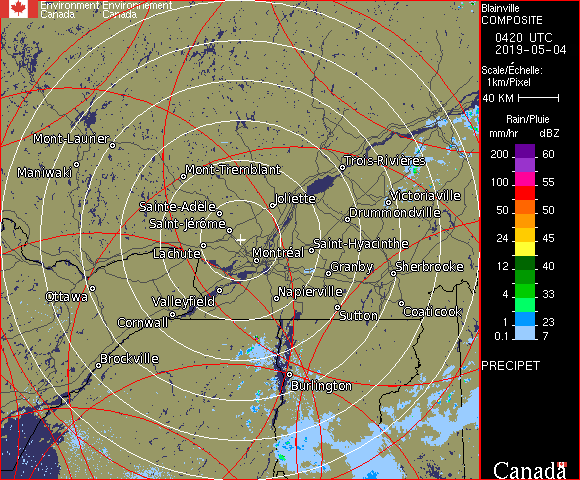 Environment Environnement
Canada Canada
Blainville
COMPOSITE
0420 UTC
2019-05-04
Scale/Échelle:
1km/Pixel
40 KM
Rain/Pluie
mm/hr dBZ
200 60
150 57
100 55
50 50
24 45
12 40
4 33
1 23
0.1 7
PRECIPET
Canada
Mont-Laurier
Maniwaki
Mont-Tremblant
Trois-Rivières
Sainte-Adèle
Joliette
Victoriaville
Saint-Jérôme
Drummondville
Lachute
Montréal
Saint-Hyacinthe
Granby
Sherbrooke
Ottawa
Valleyfield
Napierville
Cornwall
Sutton
Coaticook
Brockville
Burlington